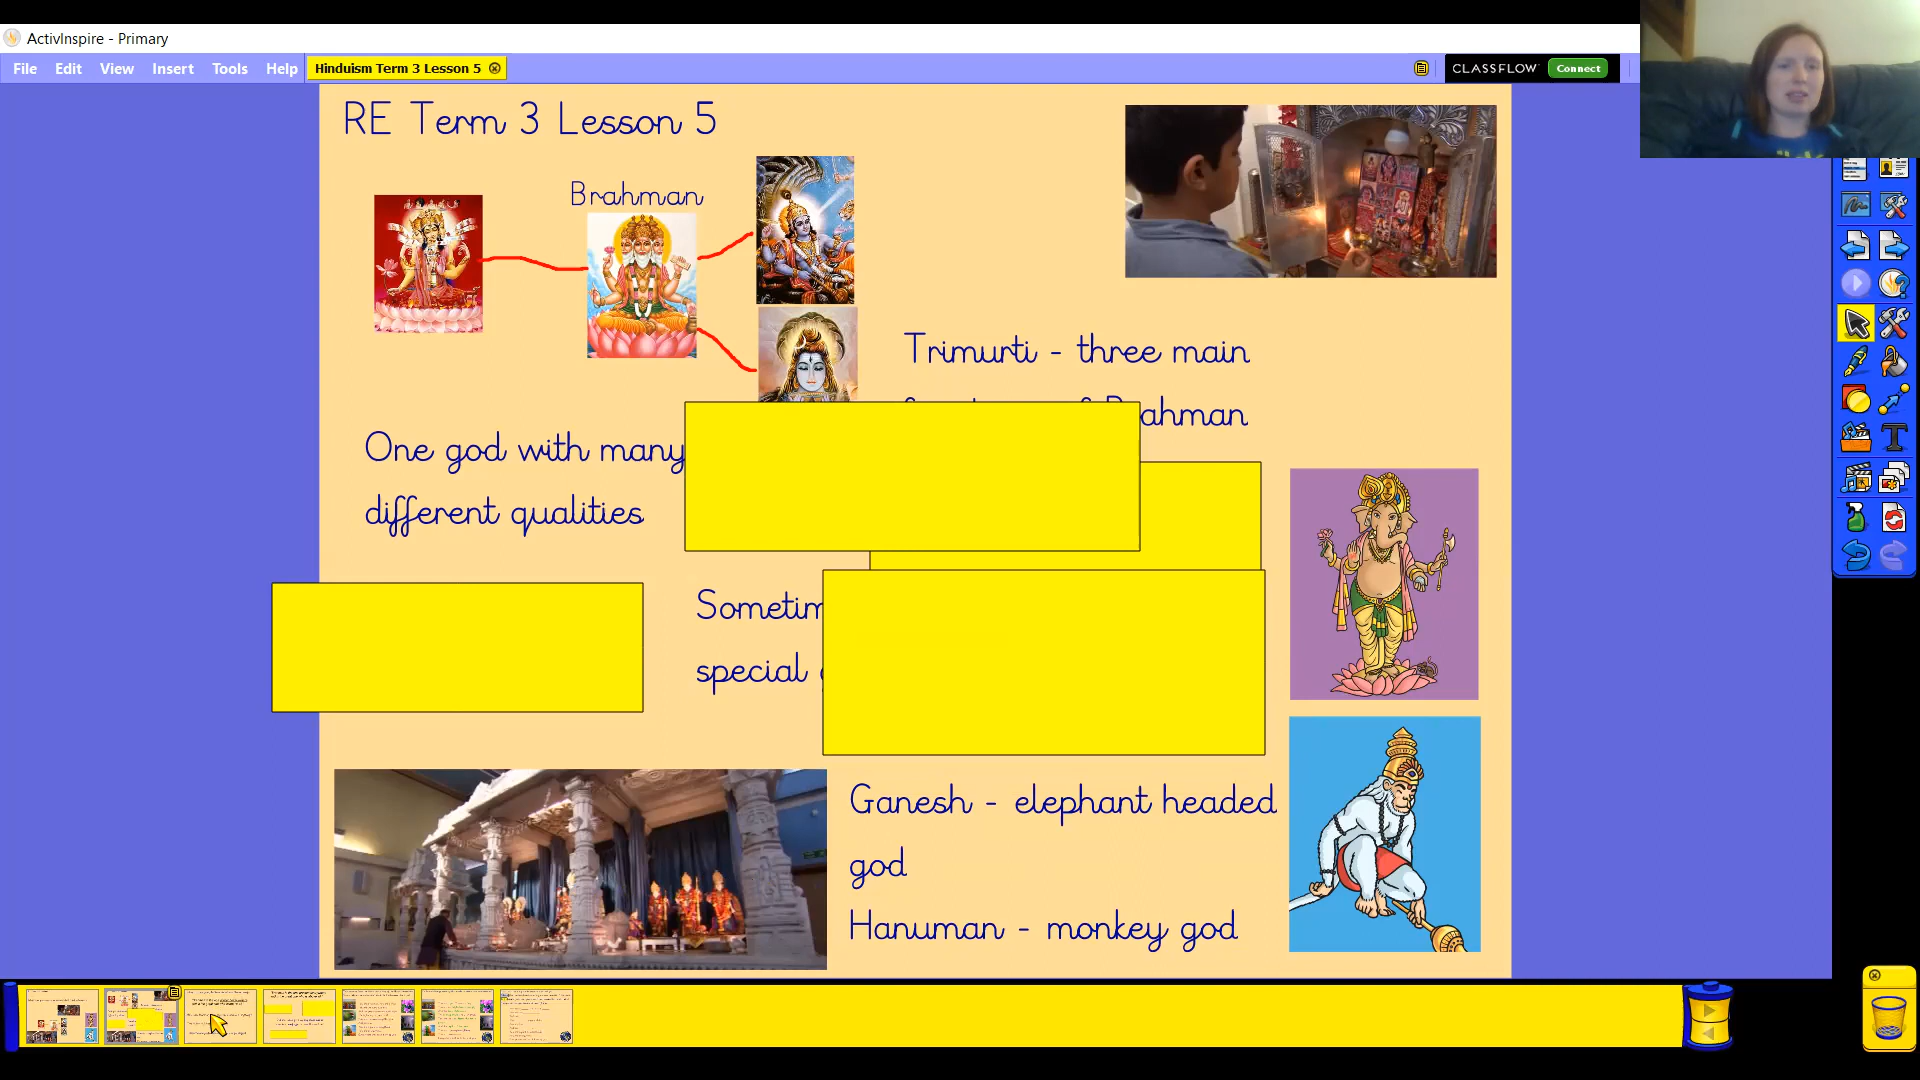 ActivInspire - Primary
File Edit View Insert Tools Help
Hinduism Term 3 Lesson 5
CLASSFLOW Connect
RE Term 3 Lesson 5
Brahman
Trimurti - three main
ahman
One god with many
different qualities
Sometim
special
Ganesh - elephant headed
god
Hanuman - monkey god